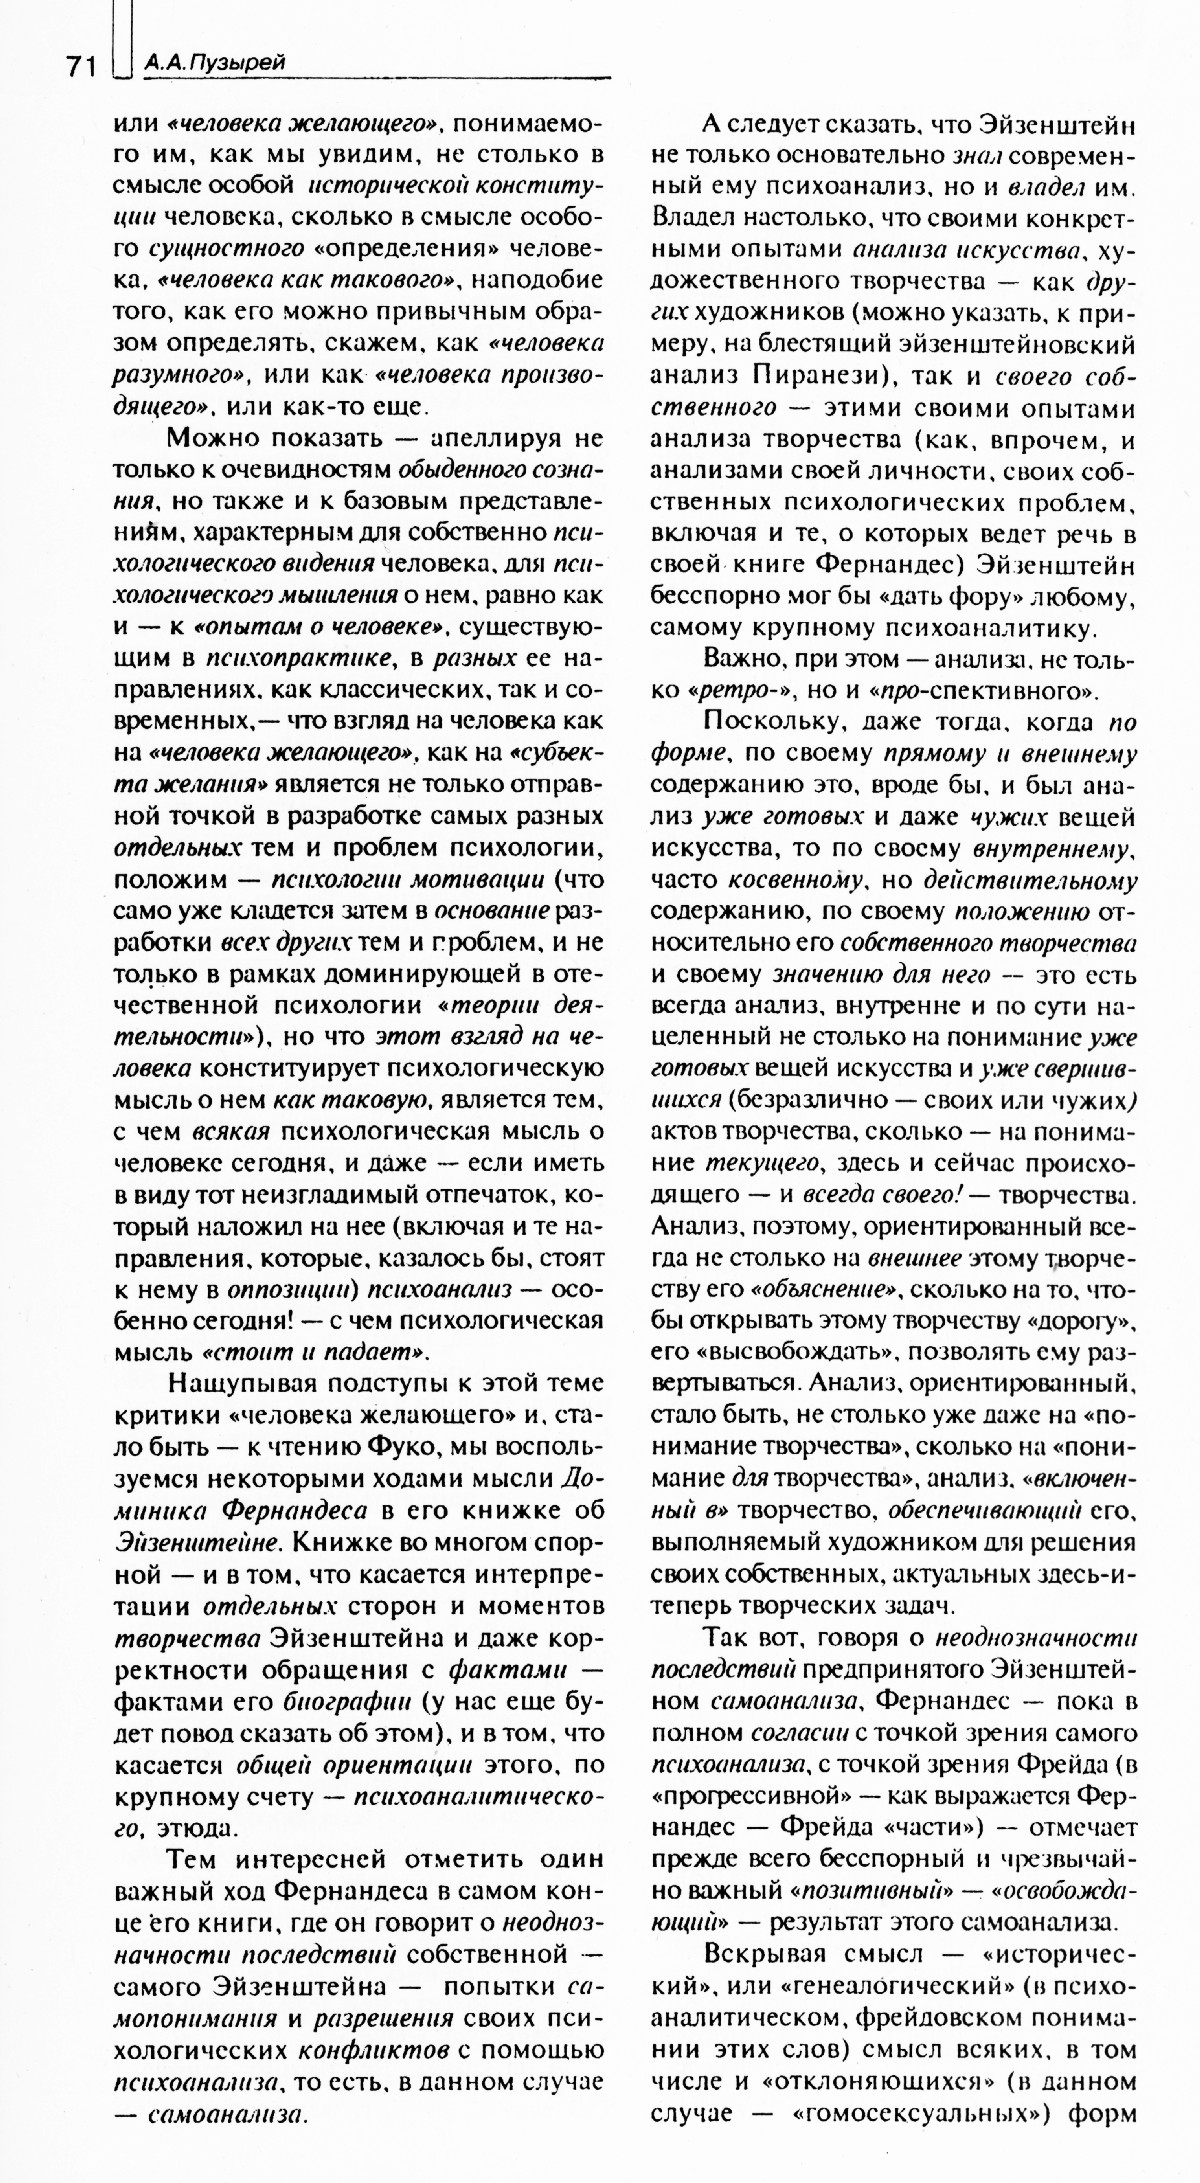 71
А.А.Пузырей
или «человека желающего», понимаемо-
го им, как мы увидим, не столько в
смысле особой исторической конститу-
ции человека, сколько в смысле особо-
го сущностного «определения» челове-
ка, «человека как такового», наподобие
того, как его можно привычным обра-
зом определять, скажем, как «человека
разумного», или как «человека произво-
дящего», или как-то еще.
Можно показать — апеллируя не
только к очевидностям обыденного созна-
ния, но также и к базовым представле-
ниям, характерным для собственно пси-
хологического видения человека, для пси-
хологического мышления о нем, равно как
и — к «опытам о человеке», существую-
щим в психопрактике, в разных ее на-
правлениях, как классических, так и со-
временных,— что взгляд на человека как
на «человека желающего», как на «субъек-
та желания» является не только отправ-
ной точкой в разработке самых разных
отдельных тем и проблем психологии,
положим — психологии мотивации (что
само уже кладется затем в основание раз-
работки всех других тем и проблем, и не
только в рамках доминирующей в оте-
чественной психологии «теории дея-
тельности»), но что этот взгляд на че-
ловека конституирует психологическую
мысль о нем как таковую, является тем,
с чем всякая психологическая мысль о
человеке сегодня, и даже — если иметь
в виду тот неизгладимый отпечаток, ко-
торый наложил на нее (включая и те на-
правления, которые, казалось бы, стоят
к нему в оппозиции) психоанализ — осо-
бенно сегодня! — с чем психологическая
мысль «стоит и падает».
Нащупывая подступы к этой теме
критики «человека желающего» и, ста-
ло быть — к чтению Фуко, мы восполь-
зуемся некоторыми ходами мысли До-
миника Фернандеса в его книжке об
Эйзенштейне. Книжке во многом спор-
ной — и в том, что касается интерпре-
тации отдельных сторон и моментов
творчества Эйзенштейна и даже кор-
ректности обращения с фактами —
фактами его биографии (у нас еще бу-
дет повод сказать об этом), и в том, что
касается общей ориентации этого, по
крупному счету — психоаналитическо-
го, этюда.
Тем интересней отметить один
важный ход Фернандеса в самом кон-
це его книги, где он говорит о неоднoз-
начности последствий собственной —
самого Эйзенштейна — попытки са-
мопонимания и разрешения своих пси-
хологических конфликтов с помощью
психоанализа, то есть, в данном случае
— самоанализа.
А следует сказать, что Эйзенштейн
не только основательно знал современ-
ный ему психоанализ, но и владел им.
Владел настолько, что своими конкрет-
ными опытами анализа искусства, ху-
дожественного творчества — как дру-
гих художников (можно указать, к при-
меру, на блестящий эйзенштейновский
анализ Пиранези), так и своего соб-
ственного — этими своими опытами
анализа творчества (как, впрочем, и
анализами своей личности, своих соб-
ственных психологических проблем,
включая и те, о которых ведет речь в
своей книге Фернандес) Эйзенштейн
бесспорно мог бы «дать фору» любому,
самому крупному психоаналитику.
Важно, при этом — анализа, не толь-
ко «ретро-», но и «про-спективного».
Поскольку, даже тогда, когда по
форме, по своему прямому и внешнему
содержанию это, вроде бы, и был ана-
лиз уже готовых и даже чужих вещей
искусства, то по своему внутреннему,
часто косвенному, но действительному
содержанию, по своему положению от-
носительно его собственного творчества
и своему значению для него — это есть
всегда анализ, внутренне и по сути на-
целенный не столько на понимание уже
готовых вещей искусства и уже свершив-
шихся (безразлично — своих или чужих)
актов творчества, сколько — на понима-
ние текущего, здесь и сейчас происхо-
дящего — и всегда своего! — творчества.
Анализ, поэтому, ориентированный все-
гда не столько на внешнее этому творче-
ству его «объяснение», сколько на то, что-
бы открывать этому творчеству «дорогу»,
его «высвобождать», позволять ему раз-
вертываться. Анализ, ориентированный,
стало быть, не столько уже даже на «по-
нимание творчества», сколько на «пони-
мание для творчества», анализ, «включен-
ный в» творчество, обеспечивающий его,
выполняемый художником для решения
своих собственных, актуальных здесь-и-
теперь творческих задач.
Так вот, говоря о неоднозначности
последствий предпринятого Эйзенштей-
ном самоанализа, Фернандес — пока в
полном согласии с точкой зрения самого
психоанализа, с точкой зрения Фрейда (в
«прогрессивной» — как выражается Фер-
нандес — Фрейда «части») — отмечает
прежде всего бесспорный и чрезвычай-
но важный «позитивный» — «освобожда-
ющий» — результат этого самоанализа.
Вскрывая смысл — «историчес-
кий», или «генеалогический» (в психо-
аналитическом, фрейдовском понима-
нии этих слов) смысл всяких, в том
числе и «отклоняющихся» (в данном
случае — «гомосексуальных») форм